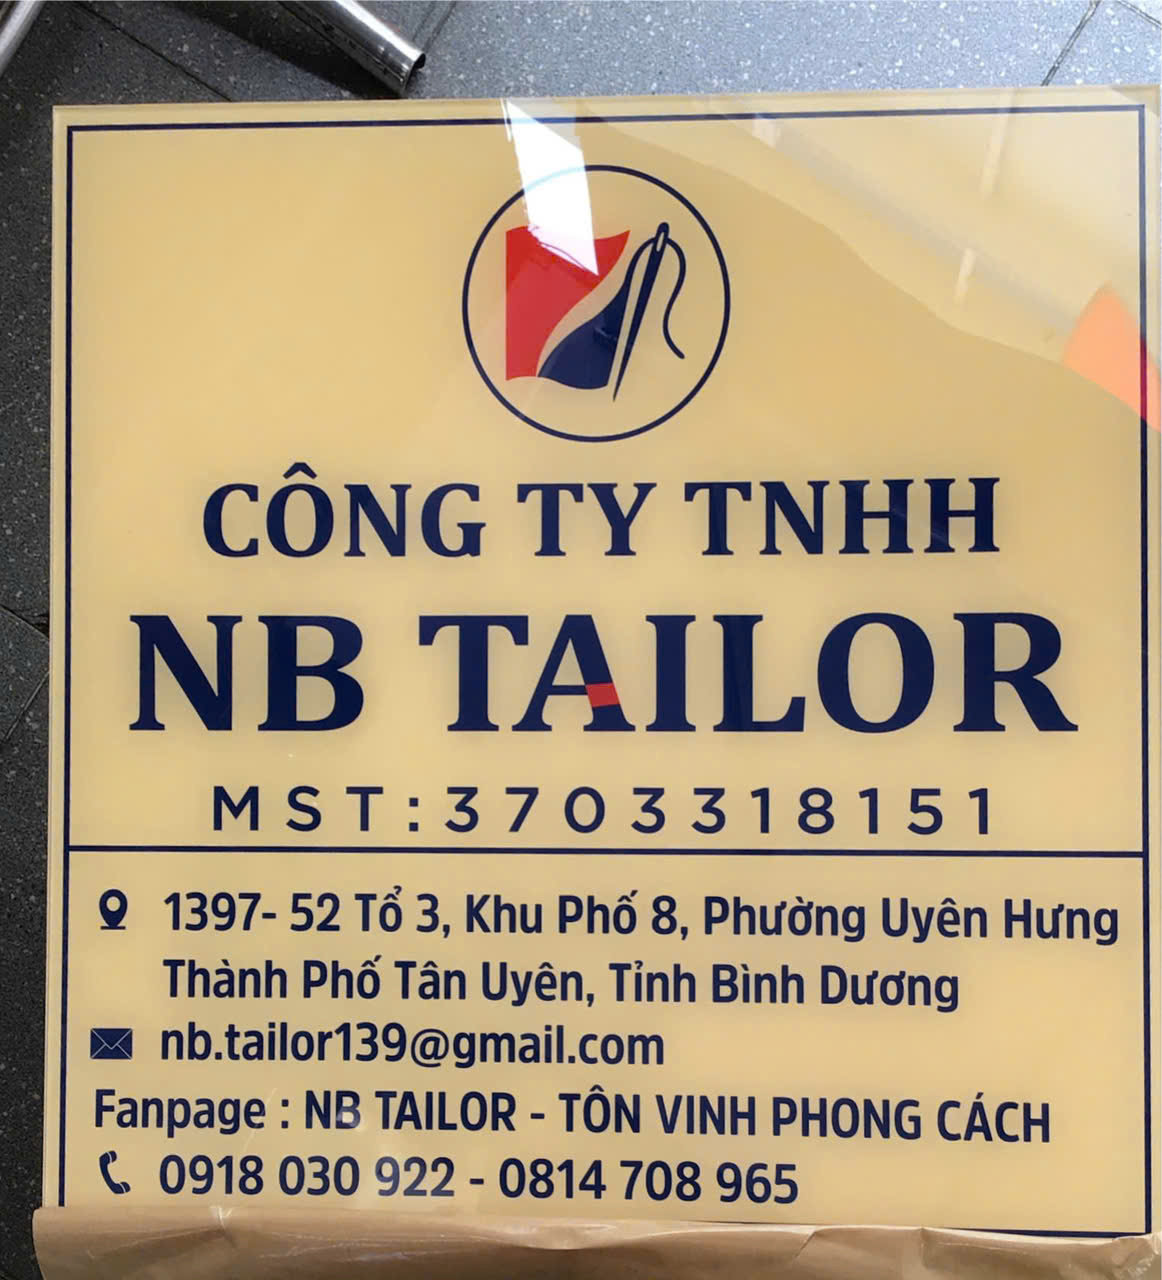 CÔNG TY TNHH
NB TAILOR
MST:3703318151
1397- 52 Tổ 3, Khu Phố 8, Phường Uyên Hưng
Thành Phố Tân Uyên, Tỉnh Bình Dương
nb.tailor139@gmail.com
Fanpage : NB TAILOR - TÔN VINH PHONG CÁCH
0918 030 922 - 0814 708 965